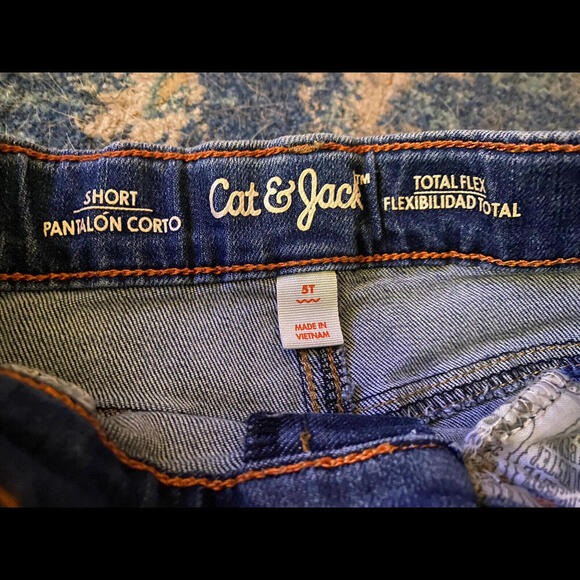 SHORT
PANTALÓN CORTO
Cat & Jack™
TOTAL FLEX
FLEXIBILIDAD TOTAL
5T
MADE IN
VIETNAM